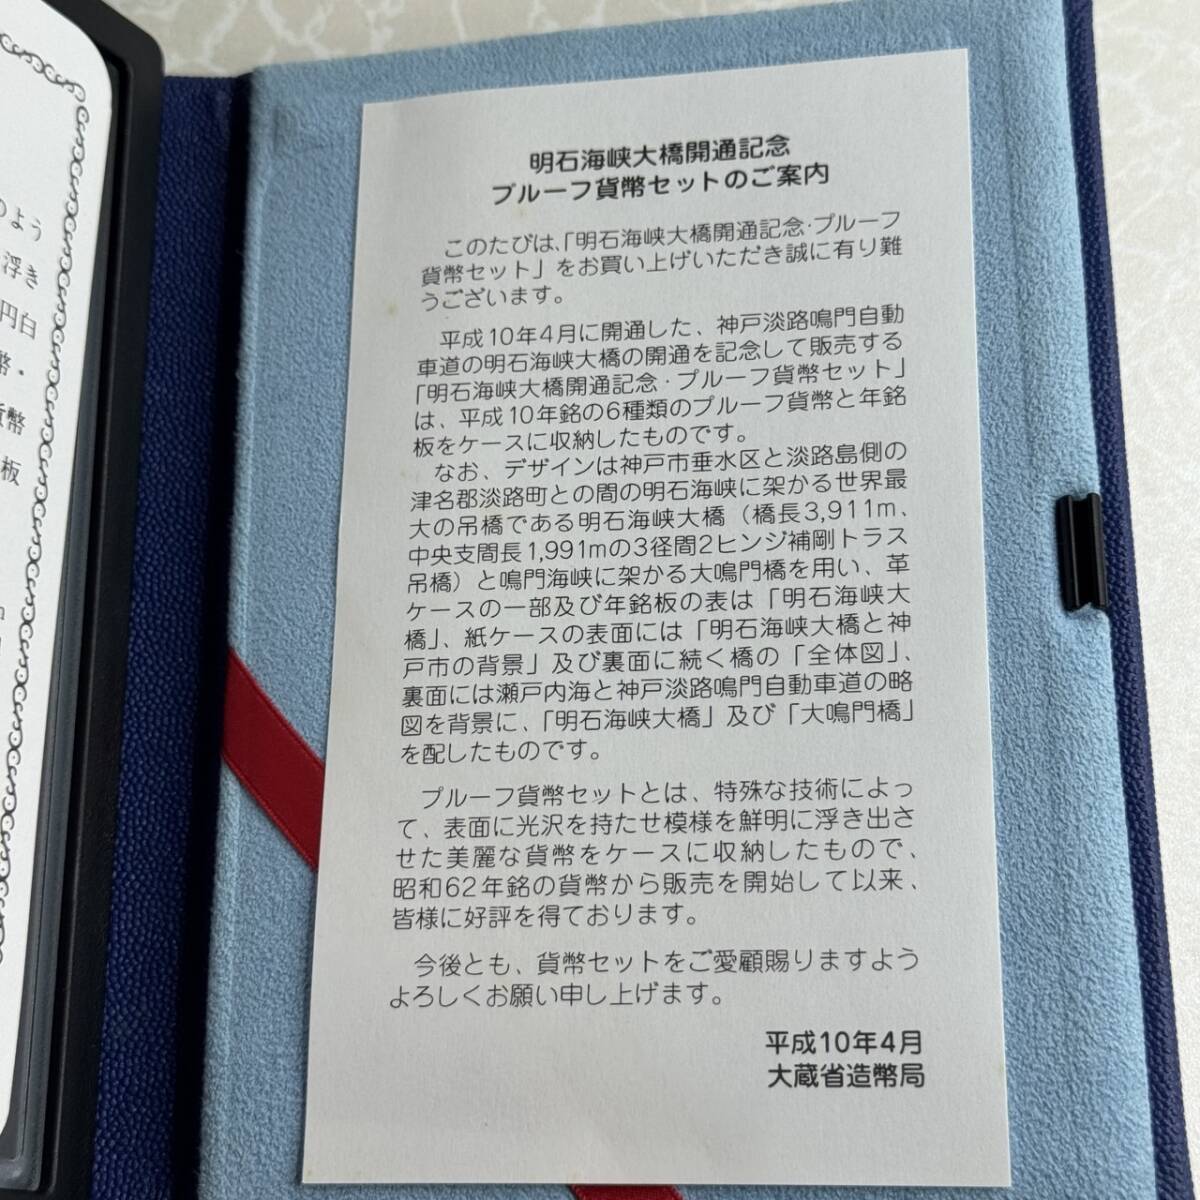 のよう
浮き
円白
幣・
貨幣
板
明石海峡大橋開通記念
プルーフ貨幣セットのご案内
このたびは、「明石海峡大橋開通記念·プルーフ
貨幣セット」をお買い上げいただき誠に有り難
うございます。
平成10年4月に開通した、神戸淡路鳴門自動
車道の明石海峡大橋の開通を記念して販売する
「明石海峡大橋開通記念·プルーフ貨幣セット」
は、平成10年銘の6種類のプルーフ貨幣と年銘
板をケースに収納したものです。
なお、デザインは神戸市垂水区と淡路島側の
津名郡淡路町との間の明石海峡に架かる世界最
大の吊橋である明石海峡大橋（橋長3,911m、
中央支間長1,991mの3径間2ヒンジ補剛トラス
吊橋）と鳴門海峡に架かる大鳴門橋を用い、革
ケースの一部及び年銘板の表は「明石海峡大
橋」、紙ケースの表面には「明石海峡大橋と神
戸市の背景」及び裏面に続く橋の「全体図」、
裏面には瀬戸内海と神戸淡路鳴門自動車道の略
図を背景に、「明石海峡大橋」及び「大鳴門橋」
を配したものです。
プルーフ貨幣セットとは、特殊な技術によっ
て、表面に光沢を持たせ模様を鮮明に浮き出さ
せた美麗な貨幣をケースに収納したもので、
昭和62年銘の貨幣から販売を開始して以来、
皆様に好評を得ております。
今後とも、貨幣セットをご愛顧賜りますよう
よろしくお願い申し上げます。
平成10年4月
大蔵省造幣局